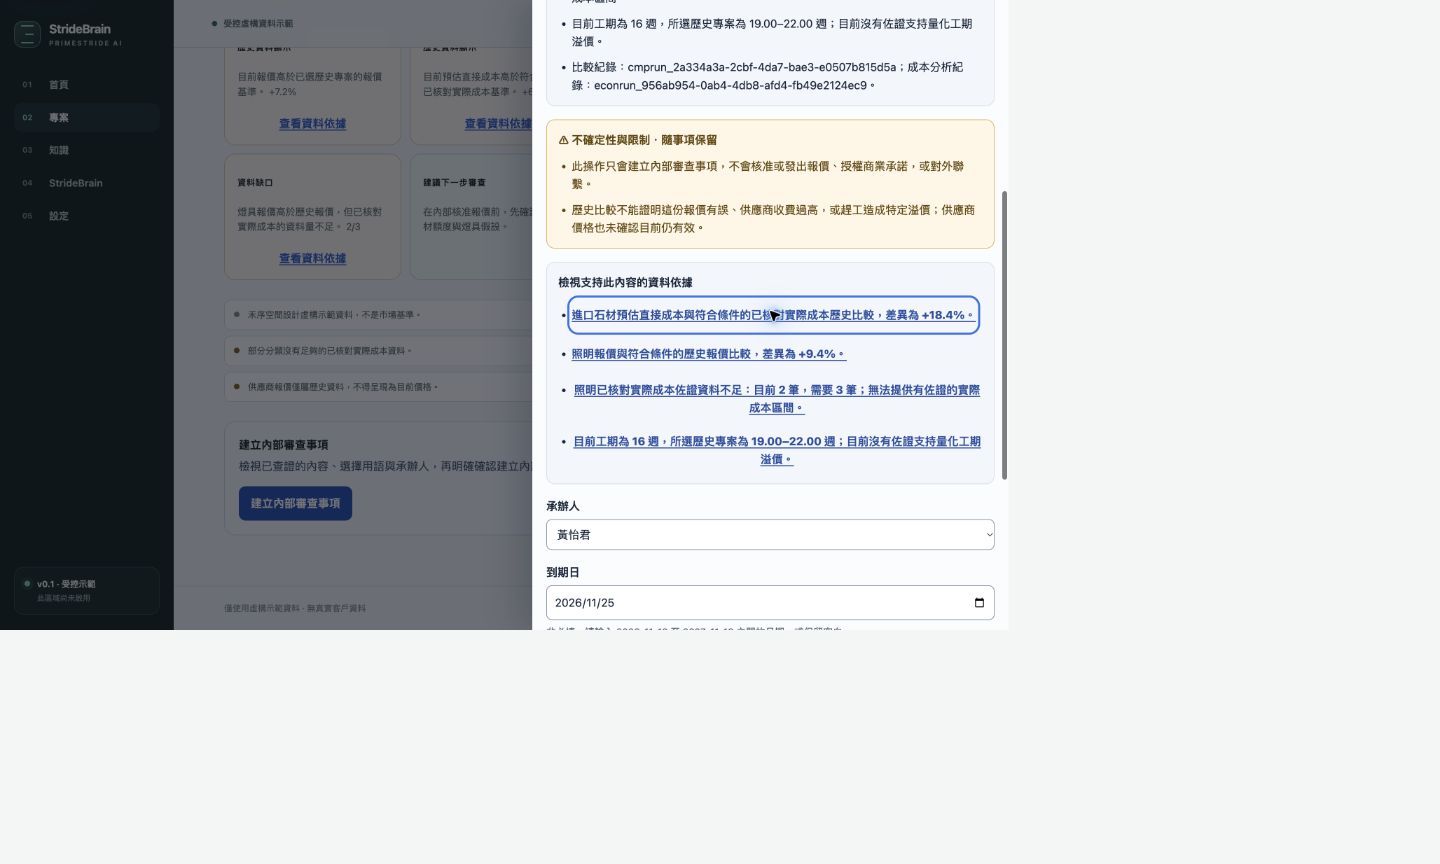 StrideBrain
PRIMESTRIDE AI
01 首頁
02 專案
03 知識
04 StrideBrain
05 設定
v0.1 · 受控示範
此區域尚未啟用
受控虛構資料示範
歷史資料顯示
目前報價高於已選歷史專案的報價
基準。 +7.2%
查看資料依據
歷史資料顯示
目前預估直接成本高於符合
已核對實際成本基準。
查看資料依據
資料缺口
燈具報價高於歷史報價，但已核對
實際成本的資料量不足。 2/3
查看資料依據
建議下一步審查
在內部核准報價前，先確
材額度與燈具假設。
禾序空間設計虛構示範資料，不是市場基準。
部分分類沒有足夠的已核對實際成本資料。
供應商報價僅屬歷史資料，不得呈現為目前價格。
建立內部審查事項
檢視已查證的內容、選擇用語與承辦人，再明確確認建立內
建立內部審查事項
僅使用虛構示範資料 · 無真實客戶資料
成本區間
• 目前工期為 16 週，所選歷史專案為 19.00–22.00 週；目前沒有佐證支持量化工期
溢價。
• 比較紀錄：cmprun_2a334a3a-2cbf-4da7-bae3-e0507b815d5a；成本分析紀
錄：econrun_956ab954-0ab4-4db8-afd4-fb49e2124ec9。
⚠ 不確定性與限制 · 隨事項保留
• 此操作只會建立內部審查事項，不會核准或發出報價、授權商業承諾，或對外聯
繫。
• 歷史比較不能證明這份報價有誤、供應商收費過高，或趕工造成特定溢價；供應商
價格也未確認目前仍有效。
檢視支持此內容的資料依據
• 進口石材預估直接成本與符合條件的已核對實際成本歷史比較，差異為 +18.4%。
• 照明報價與符合條件的歷史報價比較，差異為 +9.4%。
• 照明已核對實際成本佐證資料不足：目前 2 筆，需要 3 筆；無法提供有佐證的實際
成本區間。
• 目前工期為 16 週，所選歷史專案為 19.00–22.00 週；目前沒有佐證支持量化工期
溢價。
承辦人
黃怡君
到期日
2026/11/25